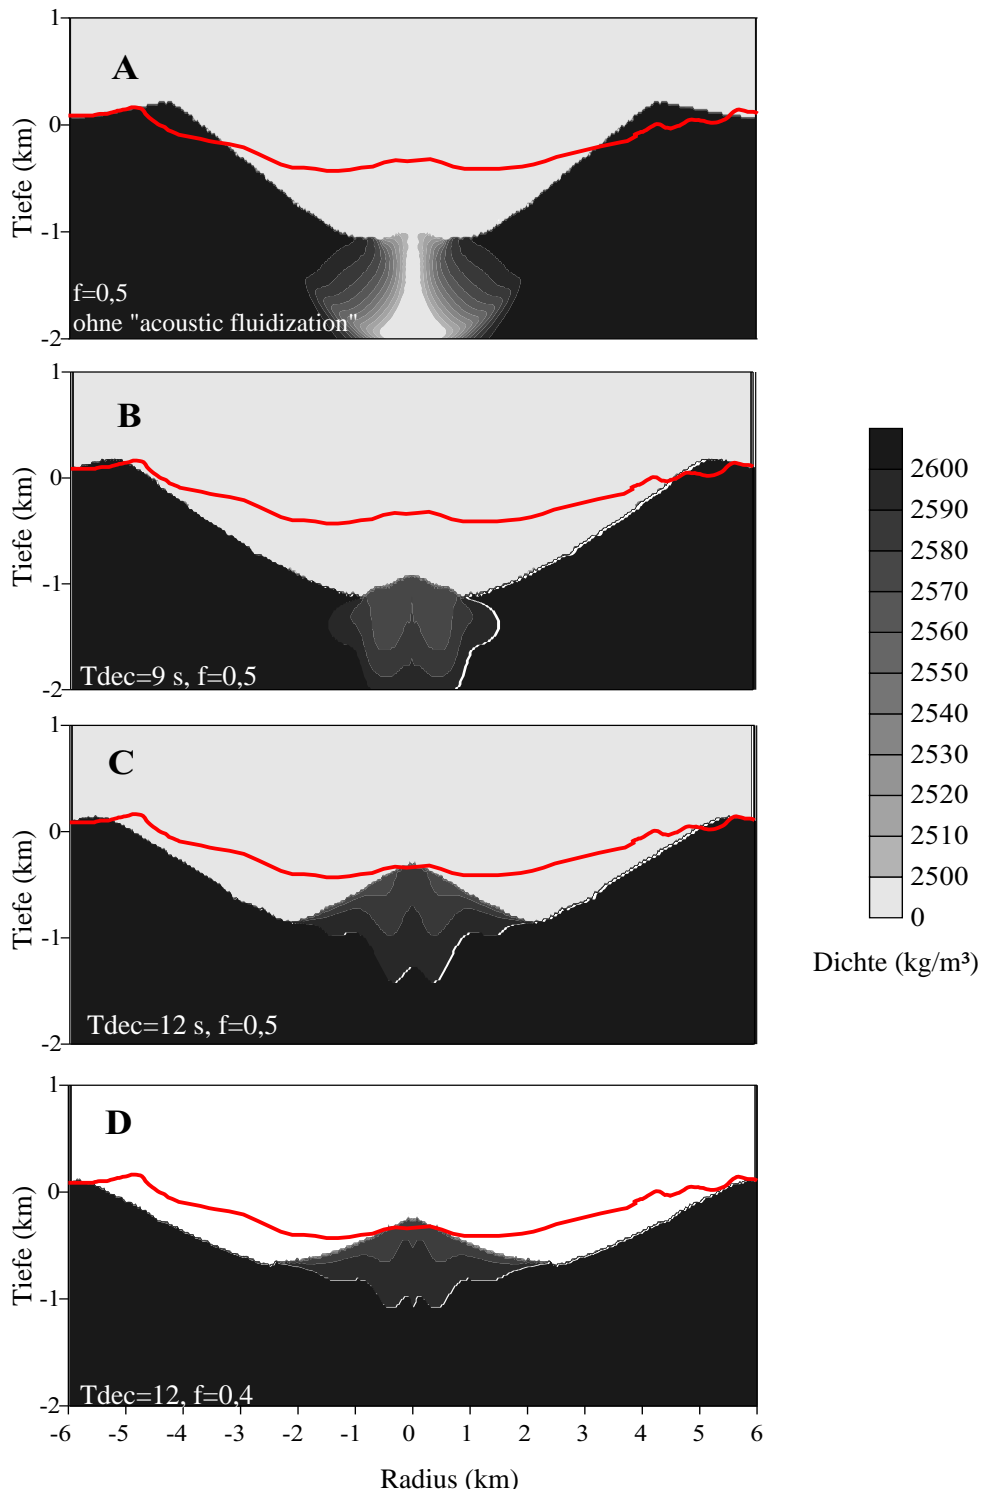 1
A
0
Tiefe (km)
-1
f=0,5
ohne "acoustic fluidization"
-2
1
B
0
Tiefe (km)
-1
Tdec=9 s, f=0,5
-2
1
C
0
Tiefe (km)
-1
Tdec=12 s, f=0,5
-2
1
D
0
Tiefe (km)
-1
Tdec=12, f=0,4
-2
-6 -5 -4 -3 -2 -1 0 1 2 3 4 5 6
Radius (km)
2600
2590
2580
2570
2560
2550
2540
2530
2520
2510
2500
0
Dichte (kg/m³)